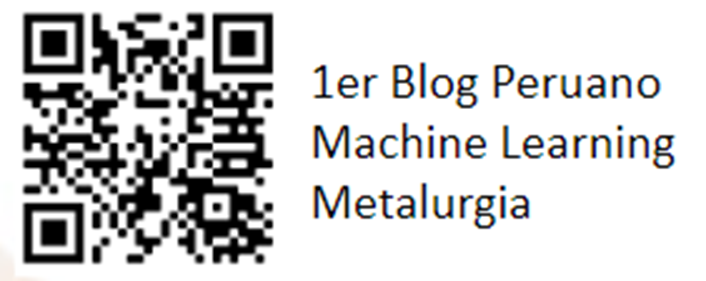 1er Blog Peruano
Machine Learning
Metalurgia